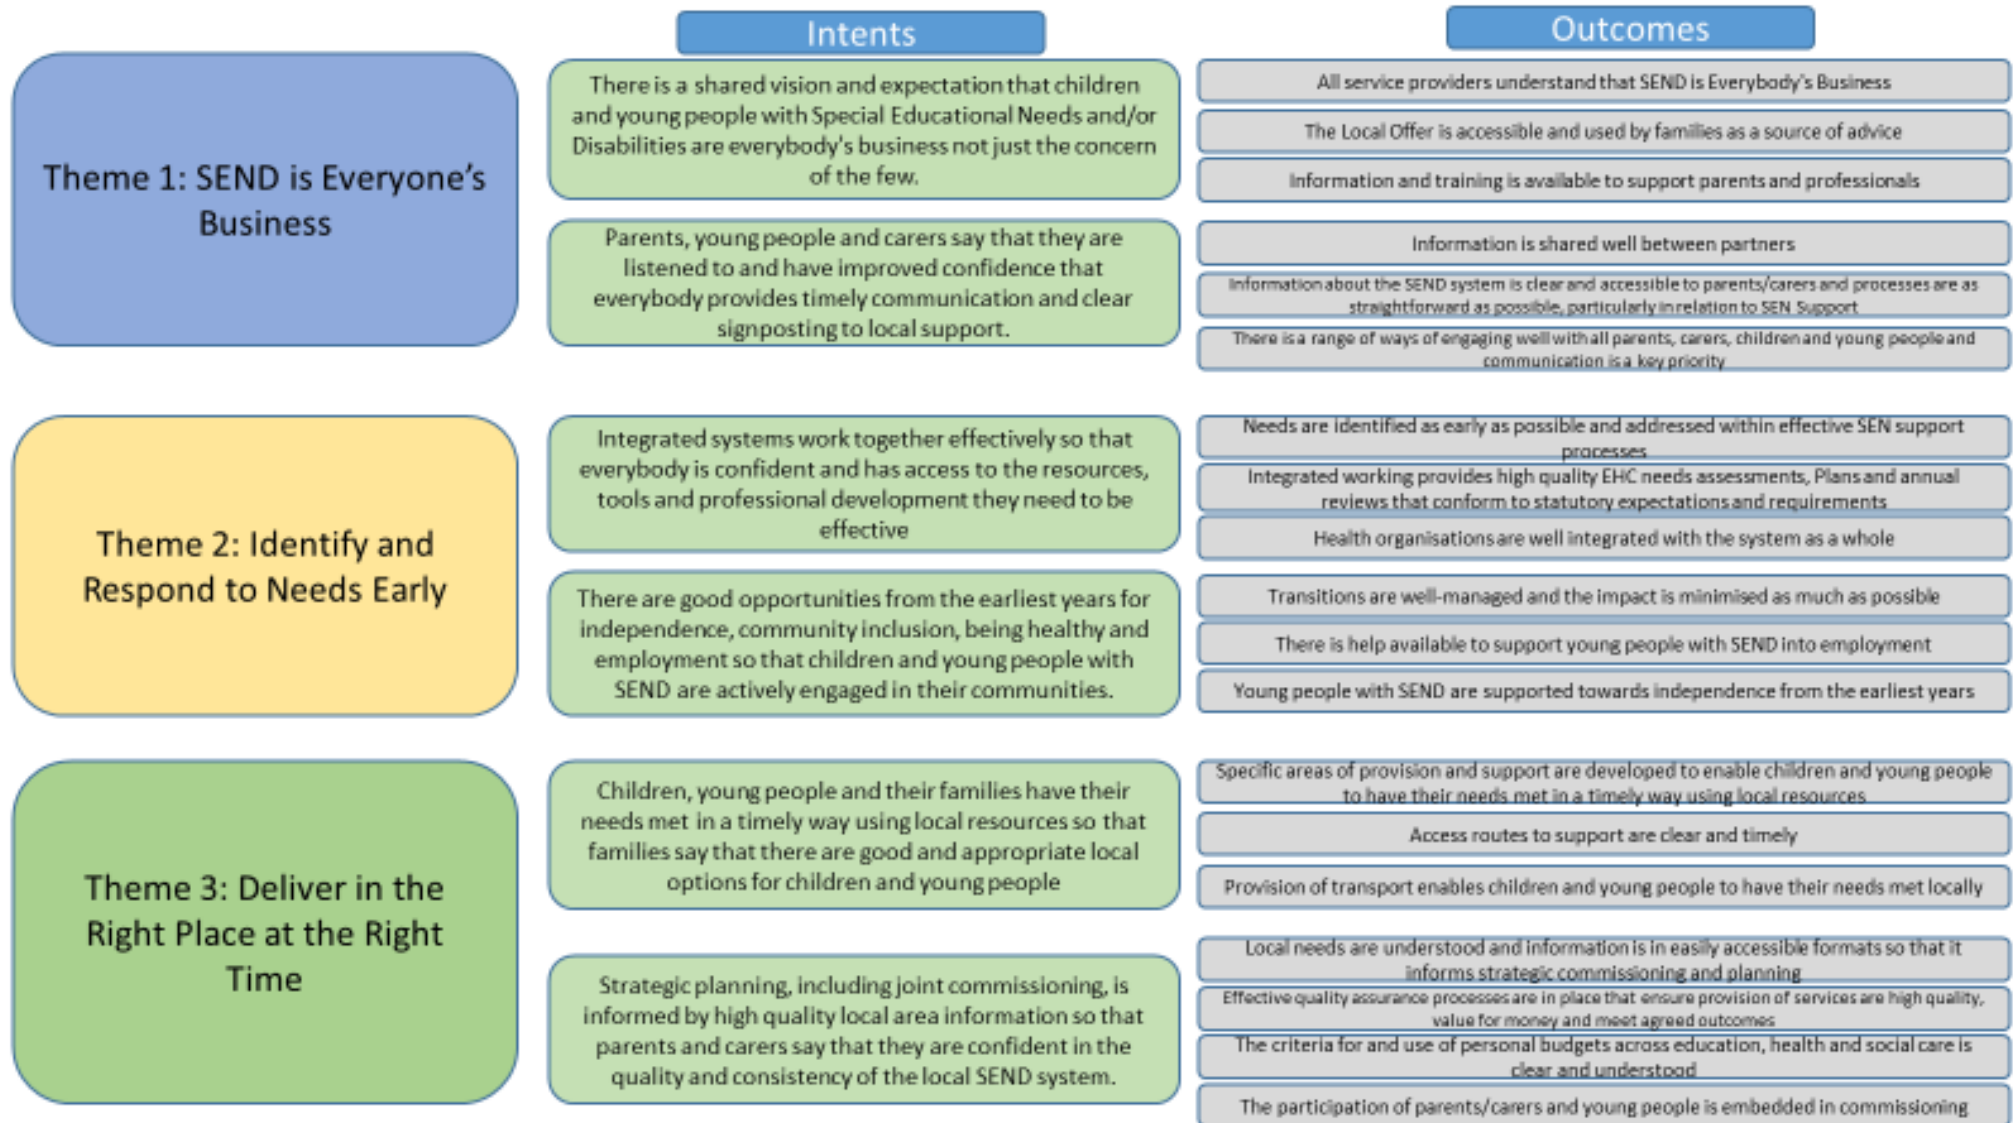 Intents
Outcomes
Theme 1: SEND is Everyone's
Business
There is a shared vision and expectation that children
and young people with Special Educational Needs and/or
Disabilities are everybody's business not just the concern
of the few.
Parents, young people and carers say that they are
listened to and have improved confidence that
everybody provides timely communication and clear
signposting to local support.
All service providers understand that SEND is Everybody's Business
The Local Offer is accessible and used by families as a source of advice
Information and training is available to support parents and professionals
Information is shared well between partners
Information about the SEND system is clear and accessible to parents/carers and processes are as
straightforward as possible, particularly in relation to SEN Support
There is a range of ways of engaging well with all parents, carers, children and young people and
communication is a key priority
Theme 2: Identify and
Respond to Needs Early
Integrated systems work together effectively so that
everybody is confident and has access to the resources,
tools and professional development they need to be
effective
There are good opportunities from the earliest years for
independence, community inclusion, being healthy and
employment so that children and young people with
SEND are actively engaged in their communities.
Needs are identified as early as possible and addressed within effective SEN support
processes
Integrated working provides high quality EHC needs assessments, Plans and annual
reviews that conform to statutory expectations and requirements
Health organisations are well integrated with the system as a whole
Transitions are well-managed and the impact is minimised as much as possible
There is help available to support young people with SEND into employment
Young people with SEND are supported towards independence from the earliest years
Theme 3: Deliver in the
Right Place at the Right
Time
Children, young people and their families have their
needs met in a timely way using local resources so that
families say that there are good and appropriate local
options for children and young people
Strategic planning, including joint commissioning, is
informed by high quality local area information so that
parents and carers say that they are confident in the
quality and consistency of the local SEND system.
Specific areas of provision and support are developed to enable children and young people
to have their needs met in a timely way using local resources
Access routes to support are clear and timely
Provision of transport enables children and young people to have their needs met locally
Local needs are understood and information is in easily accessible formats so that it
informs strategic commissioning and planning
Effective quality assurance processes are in place that ensure provision of services are high quality,
value for money and meet agreed outcomes
The criteria for and use of personal budgets across education, health and social care is
clear and understood
The participation of parents/carers and young people is embedded in commissioning